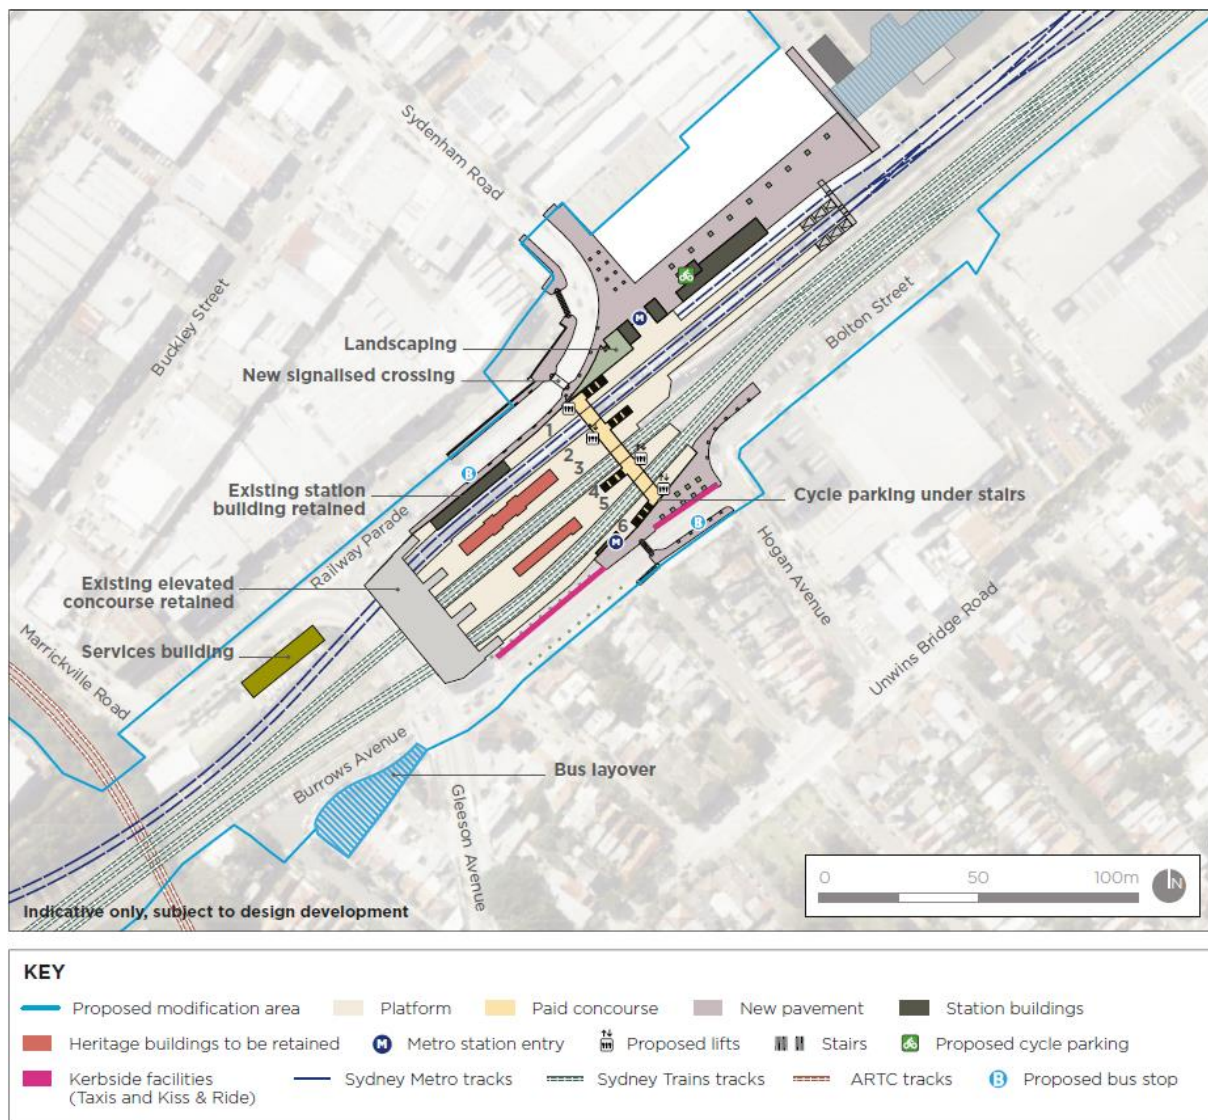 Sydenham Road
Buckley Street
Bolton Street
Landscaping
New signalised crossing
1
2
3
4
5
6
M
B
Existing station
building retained
Cycle parking under stairs
B
M
Railway Parade
Hogan Avenue
Existing elevated
concourse retained
Unwins Bridge Road
Services building
Marrickville Road
Burrows Avenue
Bus layover
Gleeson Avenue
0 50 100m
N
Indicative only, subject to design development
KEY
Proposed modification area Platform Paid concourse New pavement Station buildings
Heritage buildings to be retained M Metro station entry Proposed lifts Stairs Proposed cycle parking
Kerbside facilities
(Taxis and Kiss & Ride)
Sydney Metro tracks Sydney Trains tracks ARTC tracks B Proposed bus stop